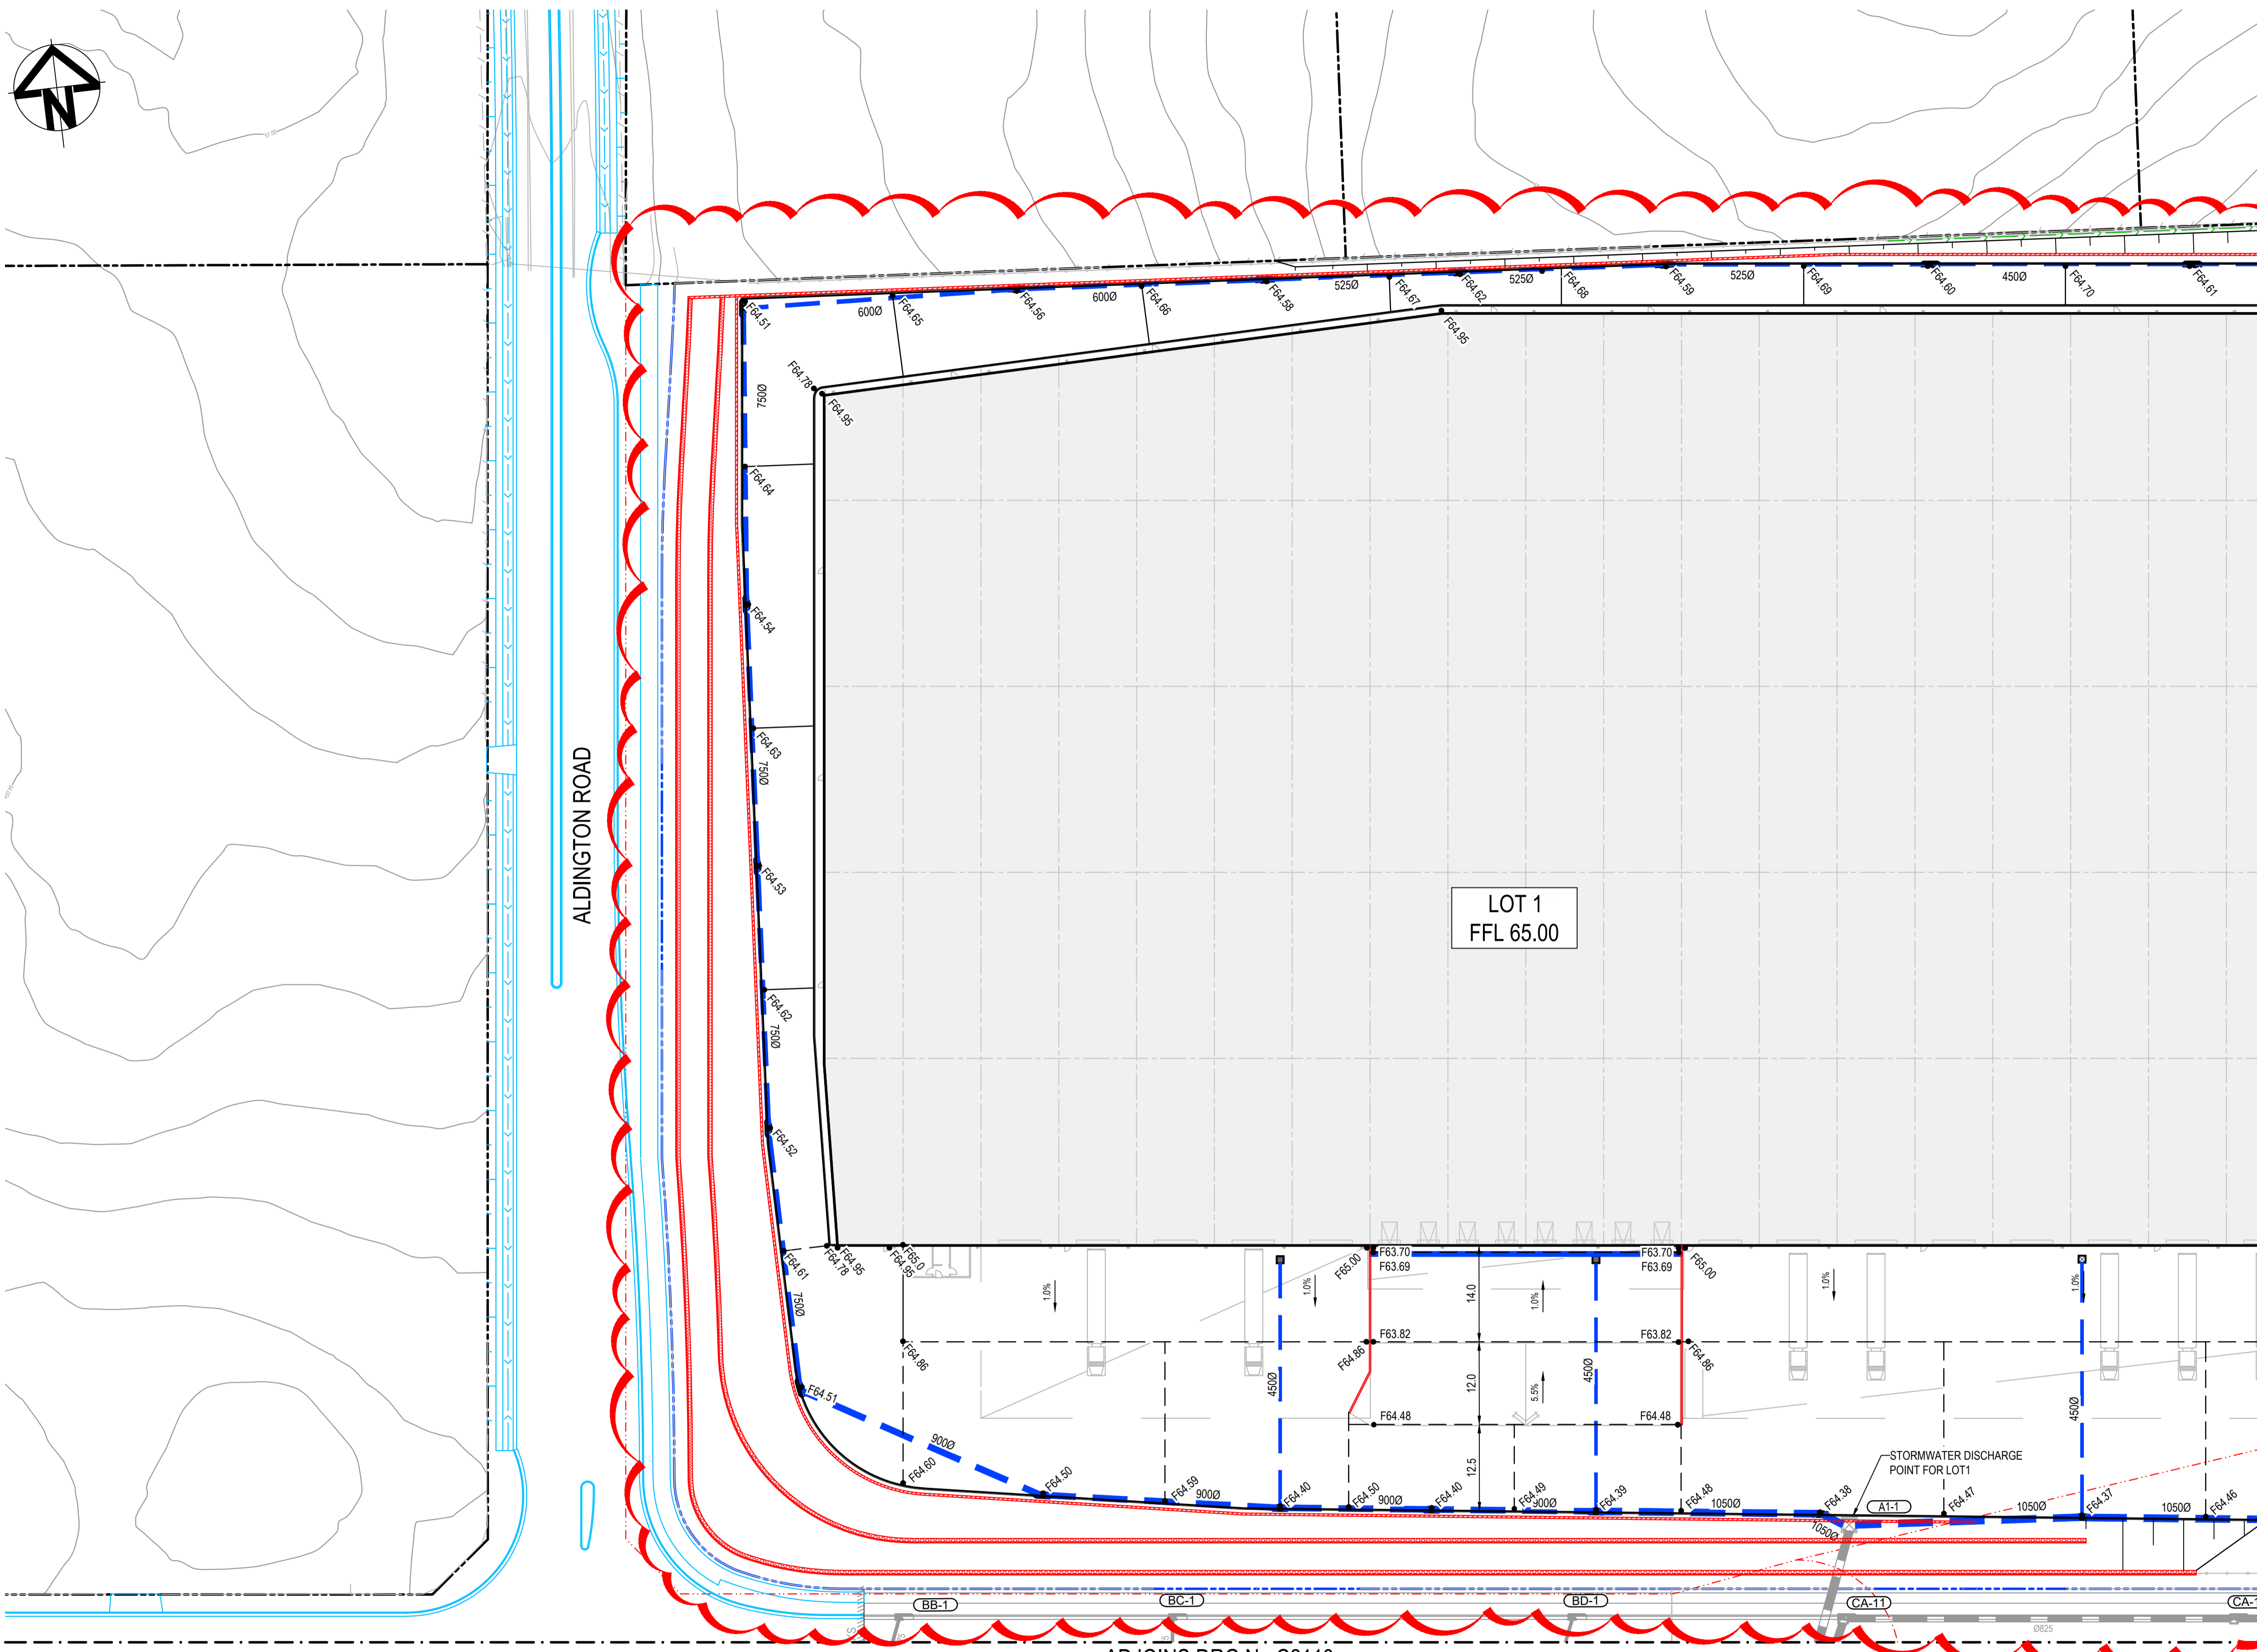 N
57.00
F64.51
600Ø
F64.65
F64.56
600Ø
F64.66
F64.58
525Ø
F64.67
F64.62
525Ø
F64.68
F64.59
525Ø
F64.69
F64.60
450Ø
F64.70
F64.61
F64.95
F64.78
F64.95
750Ø
F64.64
F64.54
F64.63
750Ø
F64.53
ALDINGTON ROAD
LOT 1
FFL 65.00
F64.62
750Ø
F64.52
F64.61
F64.78
F64.95
F64.95
F65.0
750Ø
F65.00
F63.70
F63.69
F63.70
F63.69
F65.00
1.0%
1.0%
14.0
1.0%
1.0%
1.0%
F64.86
F64.86
F63.82
F63.82
F64.86
450Ø
12.0
5.5%
450Ø
450Ø
F64.48
F64.48
F64.51
900Ø
F64.60
12.5
STORMWATER DISCHARGE
POINT FOR LOT1
F64.50
F64.59
900Ø
F64.40
F64.50
900Ø
F64.40
F64.49
900Ø
F64.39
F64.48
1050Ø
F64.38
A1-1
F64.47
1050Ø
F64.37
1050Ø
F64.46
1050Ø
BB-1
BC-1
BD-1
CA-11
CA-1
Ø825